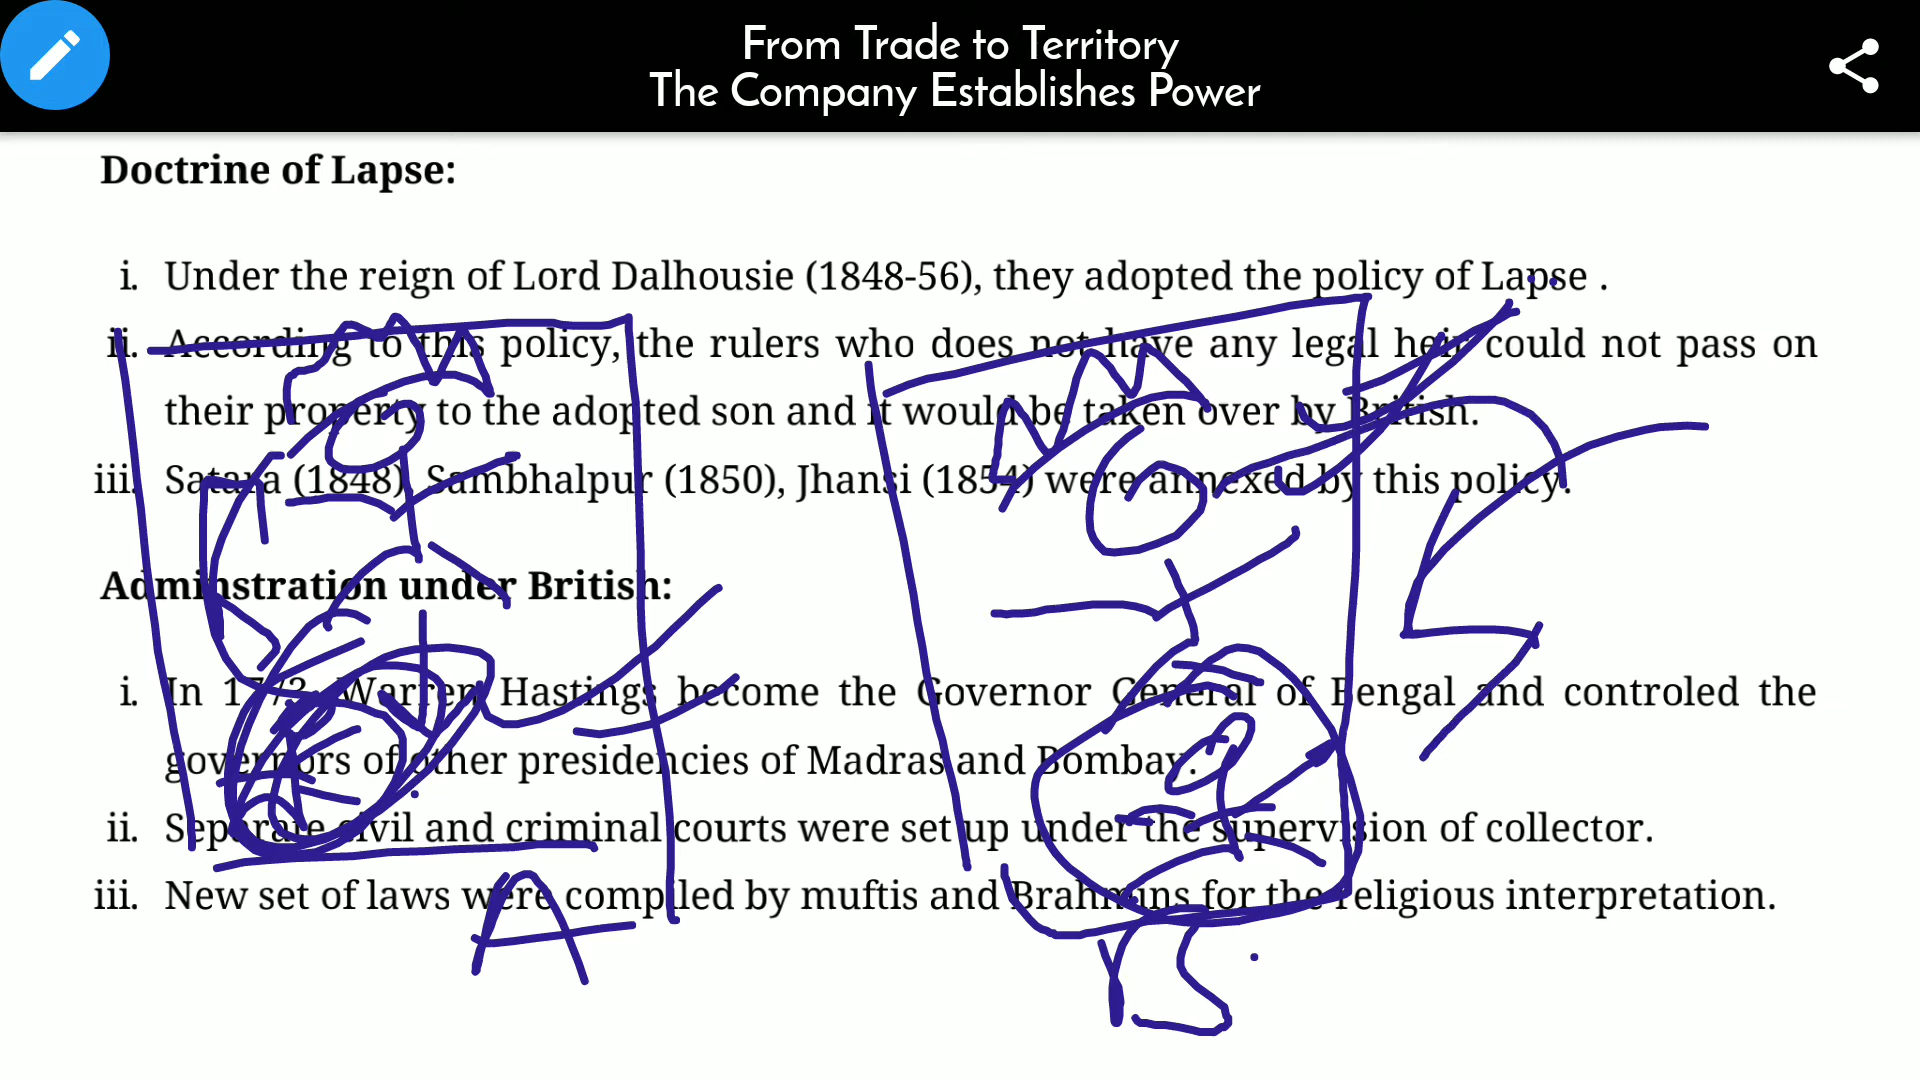 From Trade to Territory
The Company Establishes Power
Doctrine of Lapse:
i. Under the reign of Lord Dalhousie (1848-56), they adopted the policy of Lapse .
ii. According to this policy, the rulers who does not have any legal heir could not pass on
their property to the adopted son and it would be taken over by British.
iii. Satara (1848), Sambhalpur (1850), Jhansi (1854) were annexed by this policy.
Adminstration under British:
i. In 1773, Warren Hastings become the Governor General of Bengal and controled the
governors of other presidencies of Madras and Bombay.
ii. Separate civil and criminal courts were set up under the supervision of collector.
iii. New set of laws were compiled by muftis and Brahmins for the religious interpretation.
A
B